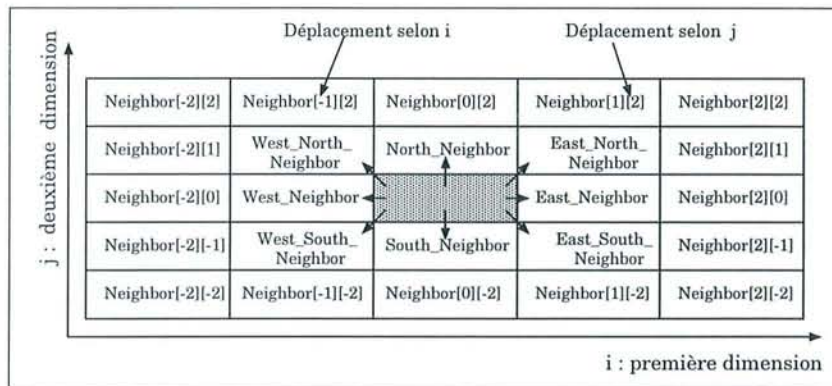 Déplacement selon i Déplacement selon j
j : deuxième dimension
Neighbor[-2][2] Neighbor[-1][2] Neighbor[0][2] Neighbor[1][2] Neighbor[2][2]
Neighbor[-2][1] West_North_ Neighbor North_Neighbor East_North_ Neighbor Neighbor[2][1]
Neighbor[-2][0] West_Neighbor East_Neighbor Neighbor[2][0]
Neighbor[-2][-1] West_South_ Neighbor South_Neighbor East_South_ Neighbor Neighbor[2][-1]
Neighbor[-2][-2] Neighbor[-1][-2] Neighbor[0][-2] Neighbor[1][-2] Neighbor[2][-2]
i : première dimension